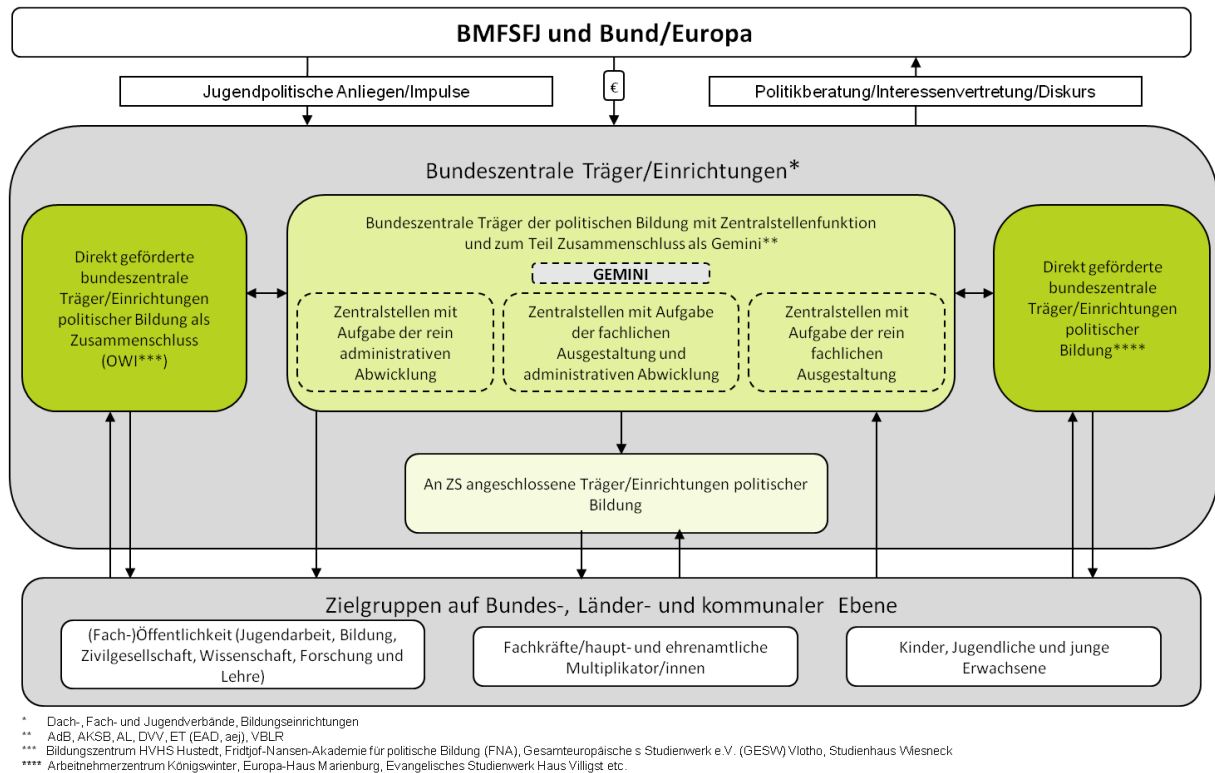 BMFSFJ und Bund/Europa
Jugendpolitische Anliegen/Impulse
€
Politikberatung/Interessenvertretung/Diskurs
Bundeszentrale Träger/Einrichtungen*
Direkt geförderte
bundeszentrale
Träger/Einrichtungen
politischer Bildung als
Zusammenschluss
(OWI***)
Bundeszentrale Träger der politischen Bildung mit Zentralstellenfunktion
und zum Teil Zusammenschluss als Gemini**
GEMINI
Zentralstellen mit
Aufgabe der rein
administrativen
Abwicklung
Zentralstellen mit Aufgabe
der fachlichen
Ausgestaltung und
administrativen Abwicklung
Zentralstellen mit
Aufgabe der rein
fachlichen
Ausgestaltung
Direkt geförderte
bundeszentrale
Träger/Einrichtungen
politischer
Bildung****
An ZS angeschlossene Träger/Einrichtungen politischer
Bildung
Zielgruppen auf Bundes-, Länder- und kommunaler Ebene
(Fach-)Öffentlichkeit (Jugendarbeit, Bildung,
Zivilgesellschaft, Wissenschaft, Forschung und
Lehre)
Fachkräfte/haupt- und ehrenamtliche
Multiplikator/innen
Kinder, Jugendliche und junge
Erwachsene
* Dach-, Fach- und Jugendverbände, Bildungseinrichtungen
** AdB, AKSB, AL, DVV, ET (EAD, aej), VBLR
*** Bildungszentrum HVHS Hustedt, Fridtjof-Nansen-Akademie für politische Bildung (FNA), Gesamteuropäische s Studienwerk e.V. (GESW) Vlotho, Studienhaus Wiesneck
**** Arbeitnehmerzentrum Königswinter, Europa-Haus Marienburg, Evangelisches Studienwerk Haus Villigst etc.